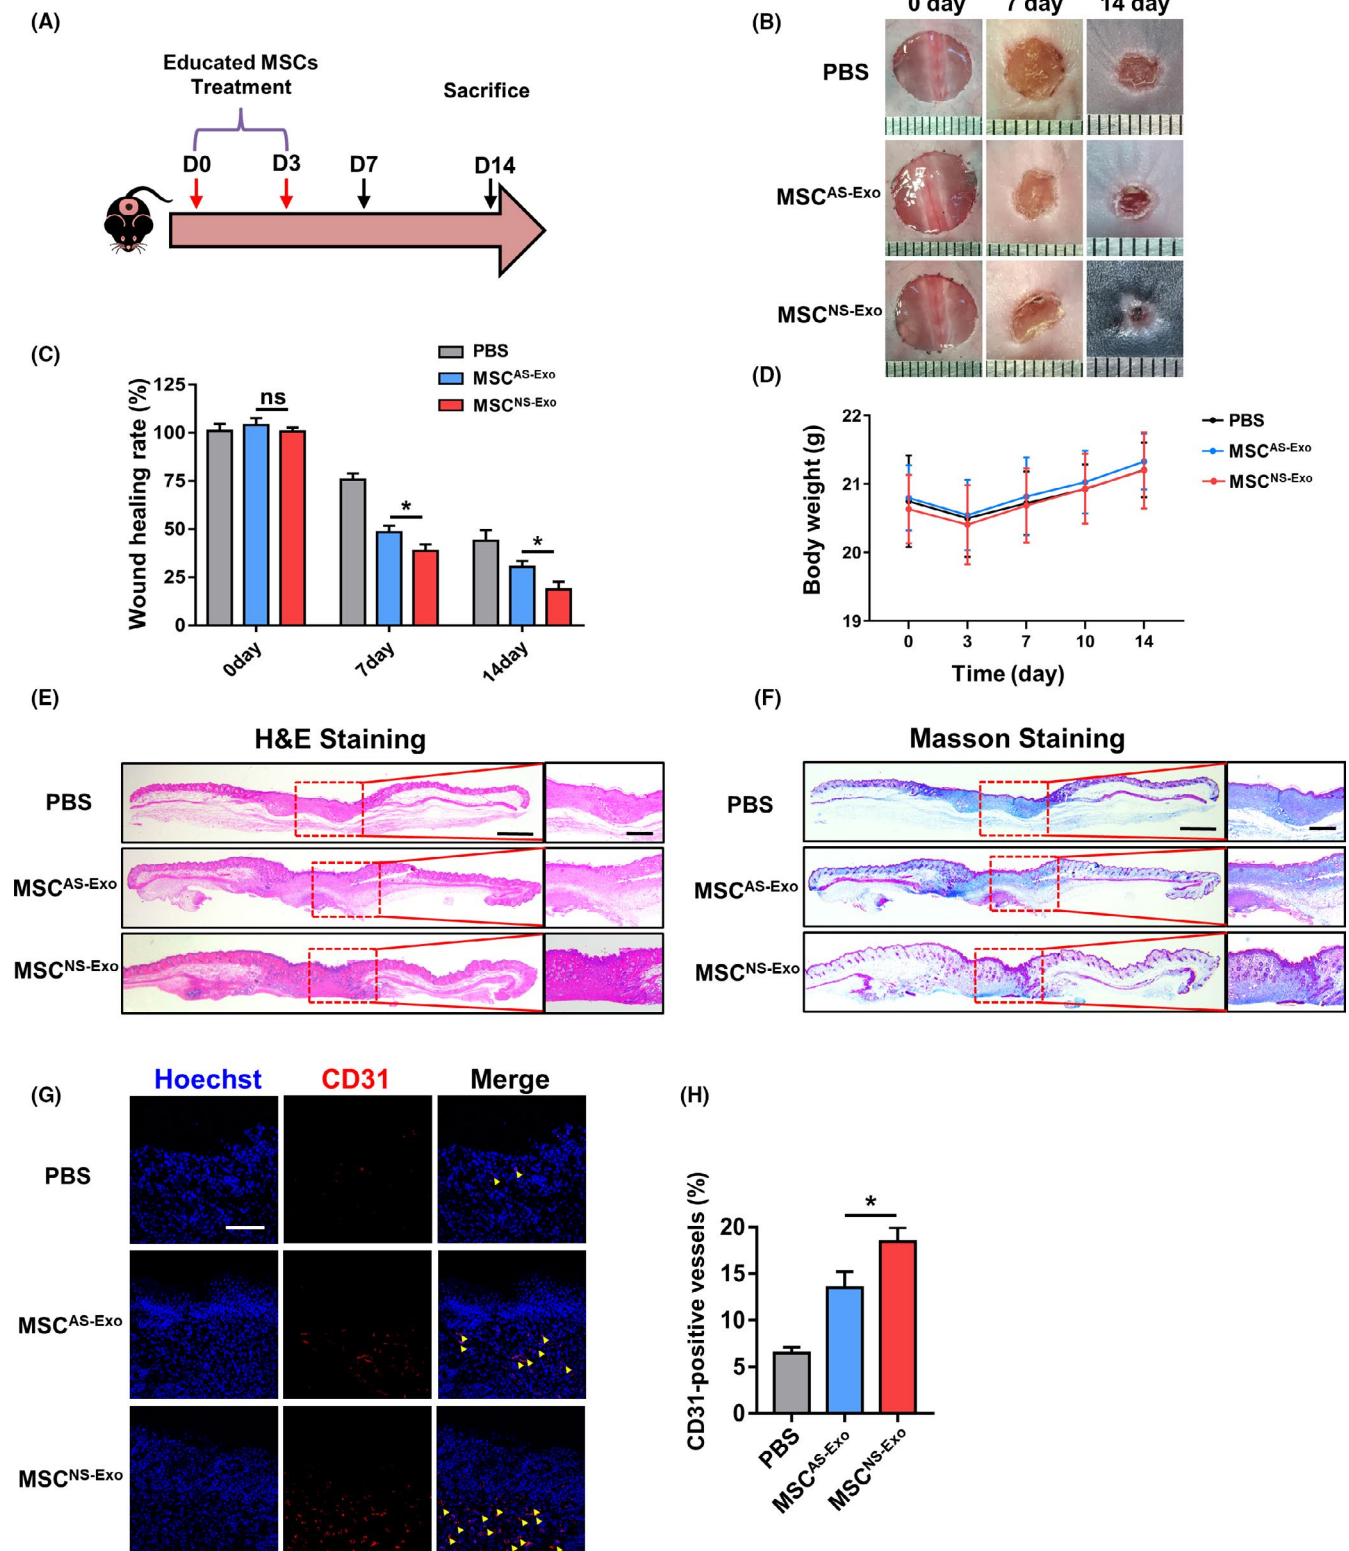 (A)
Educated MSCs
Treatment
Sacrifice
D0
D3
D7
D14
(B)
0 day
7 day
14 day
PBS
MSCAS-Exo
MSCNS-Exo
(C)
PBS
MSCAS-Exo
MSCNS-Exo
Wound healing rate (%)
125
100
75
50
25
0
ns
*
*
0day
7day
14day
(D)
Body weight (g)
22
21
20
19
0
3
7
10
14
Time (day)
PBS
MSCAS-Exo
MSCNS-Exo
(E)
H&E Staining
PBS
MSCAS-Exo
MSCNS-Exo
(F)
Masson Staining
PBS
MSCAS-Exo
MSCNS-Exo
(G)
Hoechst
CD31
Merge
PBS
MSCAS-Exo
MSCNS-Exo
(H)
CD31-positive vessels (%)
20
15
10
5
0
*
PBS
MSCAS-Exo
MSCNS-Exo